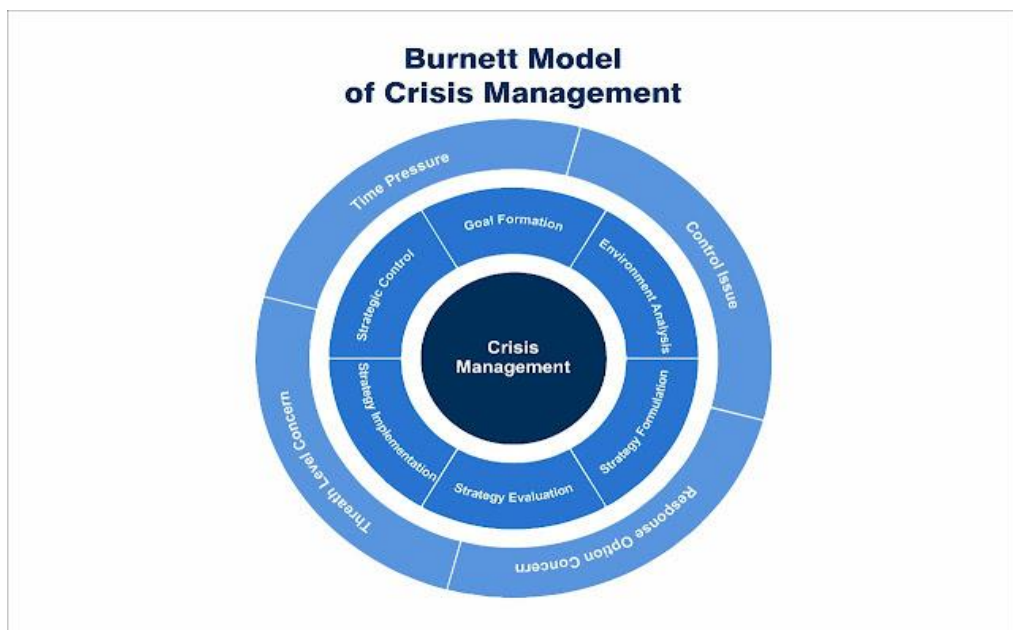 Burnett Model
of Crisis Management
Time Pressure
Control Issue
Response Option Concern
Threath Level Concern
Goal Formation
Environment Analysis
Strategy Formulation
Strategy Evaluation
Strategy Implementation
Strategic Control
Crisis
Management